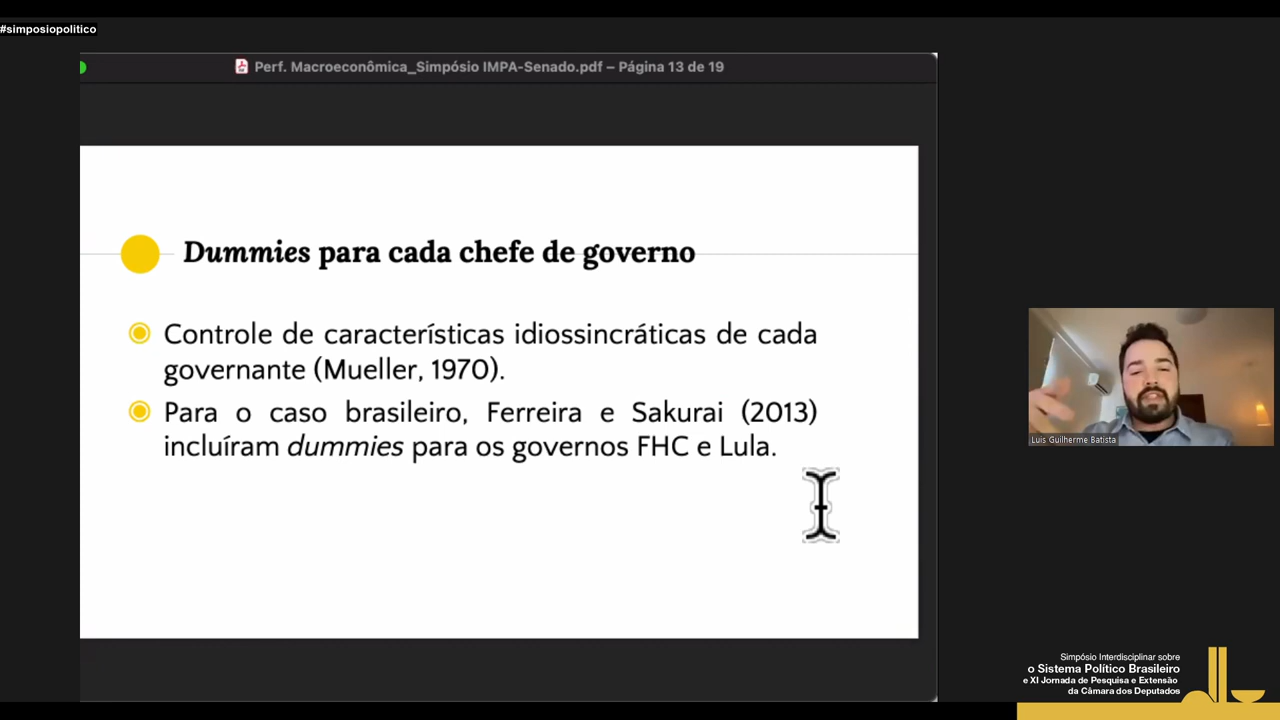 #simposiopolitico
Perf. Macroeconômica_Simpósio IMPA-Senado.pdf – Página 13 de 19
Dummies para cada chefe de governo
Controle de características idiossincráticas de cada
governante (Mueller, 1970).
Para o caso brasileiro, Ferreira e Sakurai (2013)
incluíram dummies para os governos FHC e Lula.
Luis Guilherme Batista
Simpósio Interdisciplinar sobre
o Sistema Político Brasileiro
e XI Jornada de Pesquisa e Extensão
da Câmara dos Deputados